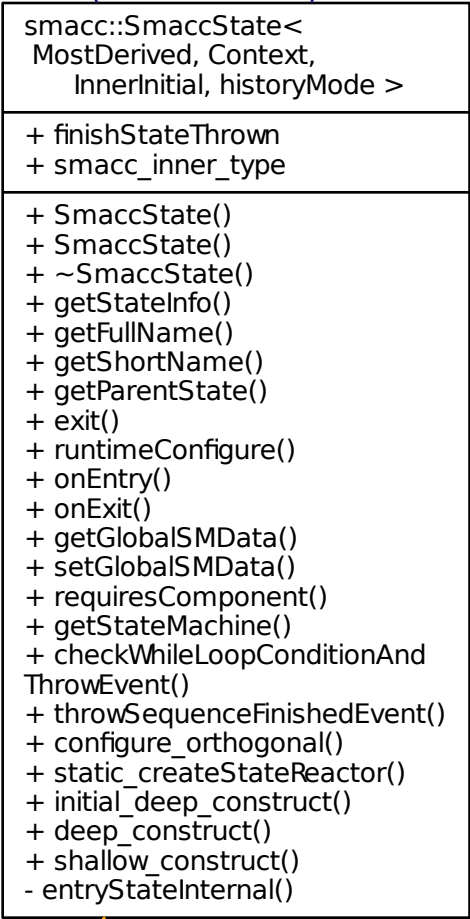 smacc::SmaccState<
MostDerived, Context,
InnerInitial, historyMode >
+ finishStateThrown
+ smacc_inner_type
+ SmaccState()
+ SmaccState()
+ ~SmaccState()
+ getStateInfo()
+ getFullName()
+ getShortName()
+ getParentState()
+ exit()
+ runtimeConfigure()
+ onEntry()
+ onExit()
+ getGlobalSMData()
+ setGlobalSMData()
+ requiresComponent()
+ getStateMachine()
+ checkWhileLoopConditionAnd
ThrowEvent()
+ throwSequenceFinishedEvent()
+ configure_orthogonal()
+ static_createStateReactor()
+ initial_deep_construct()
+ deep_construct()
+ shallow_construct()
- entryStateInternal()